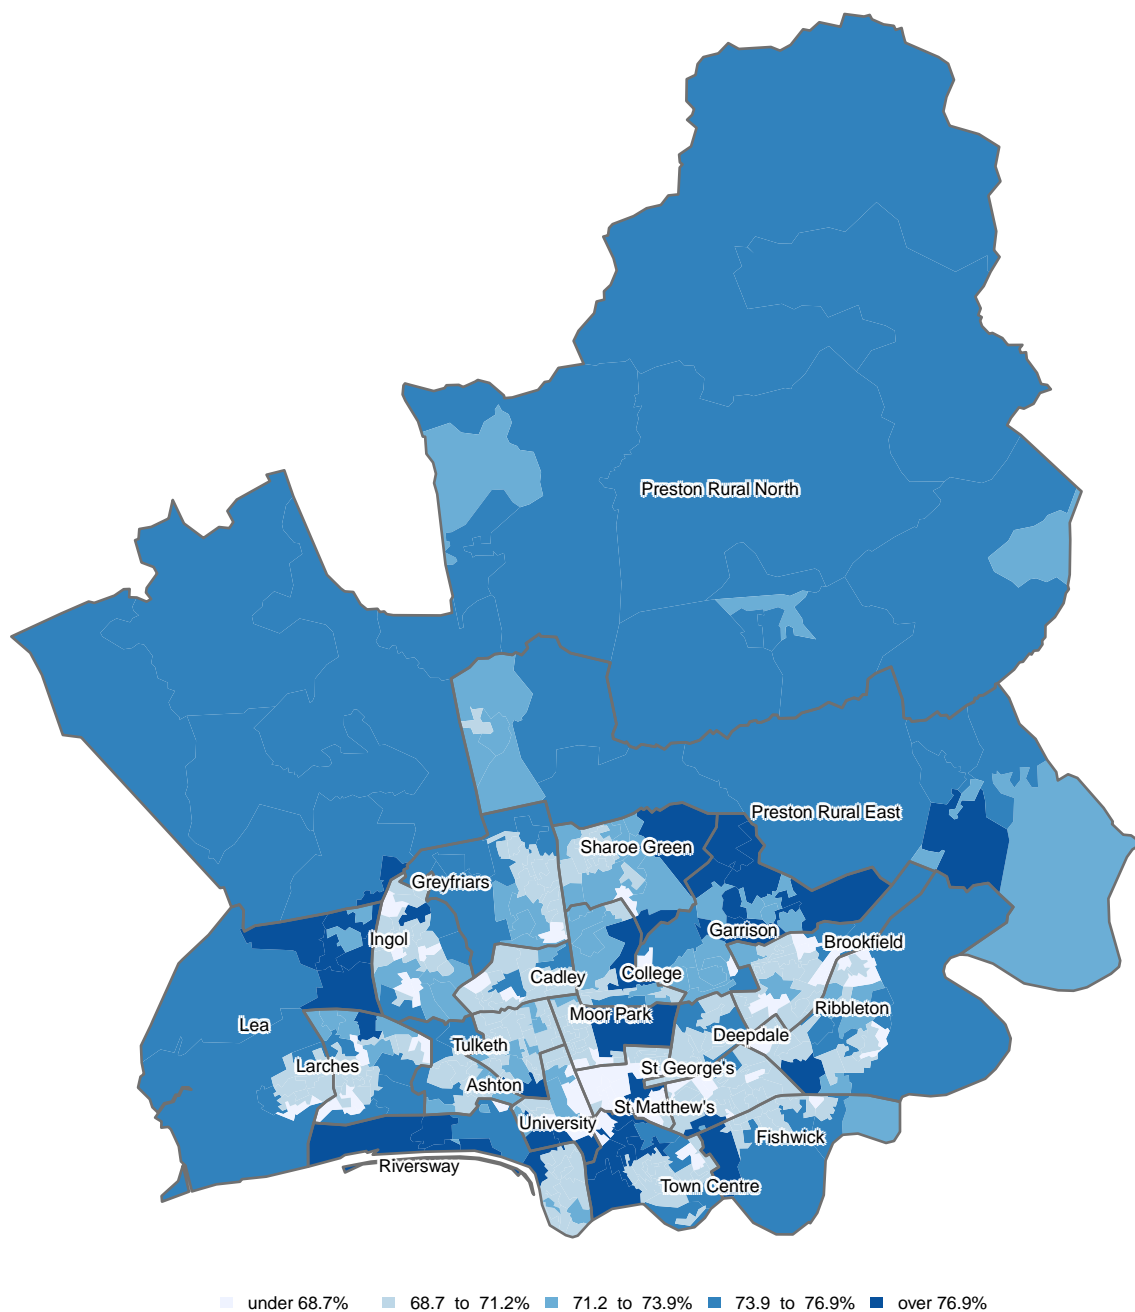 Preston Rural North
Preston Rural East
Sharoe Green
Greyfriars
Garrison
Ingol
Brookfield
Cadley
College
Ribbleton
Moor Park
Lea
Deepdale
Tulketh
Larches
St George's
Ashton
St Matthew's
University
Fishwick
Riversway
Town Centre
under 68.7% 68.7 to 71.2% 71.2 to 73.9% 73.9 to 76.9% over 76.9%